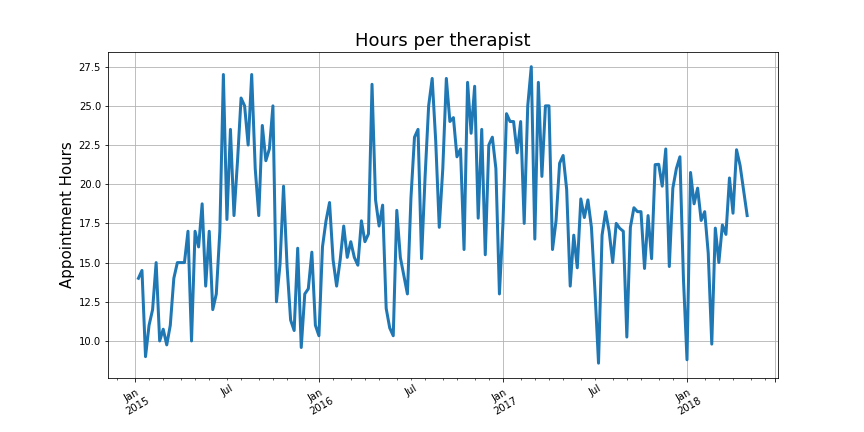 Hours per therapist
Appointment Hours
27.5
25.0
22.5
20.0
17.5
15.0
12.5
10.0
Jan
2015
Jul
Jan
2016
Jul
Jan
2017
Jul
Jan
2018